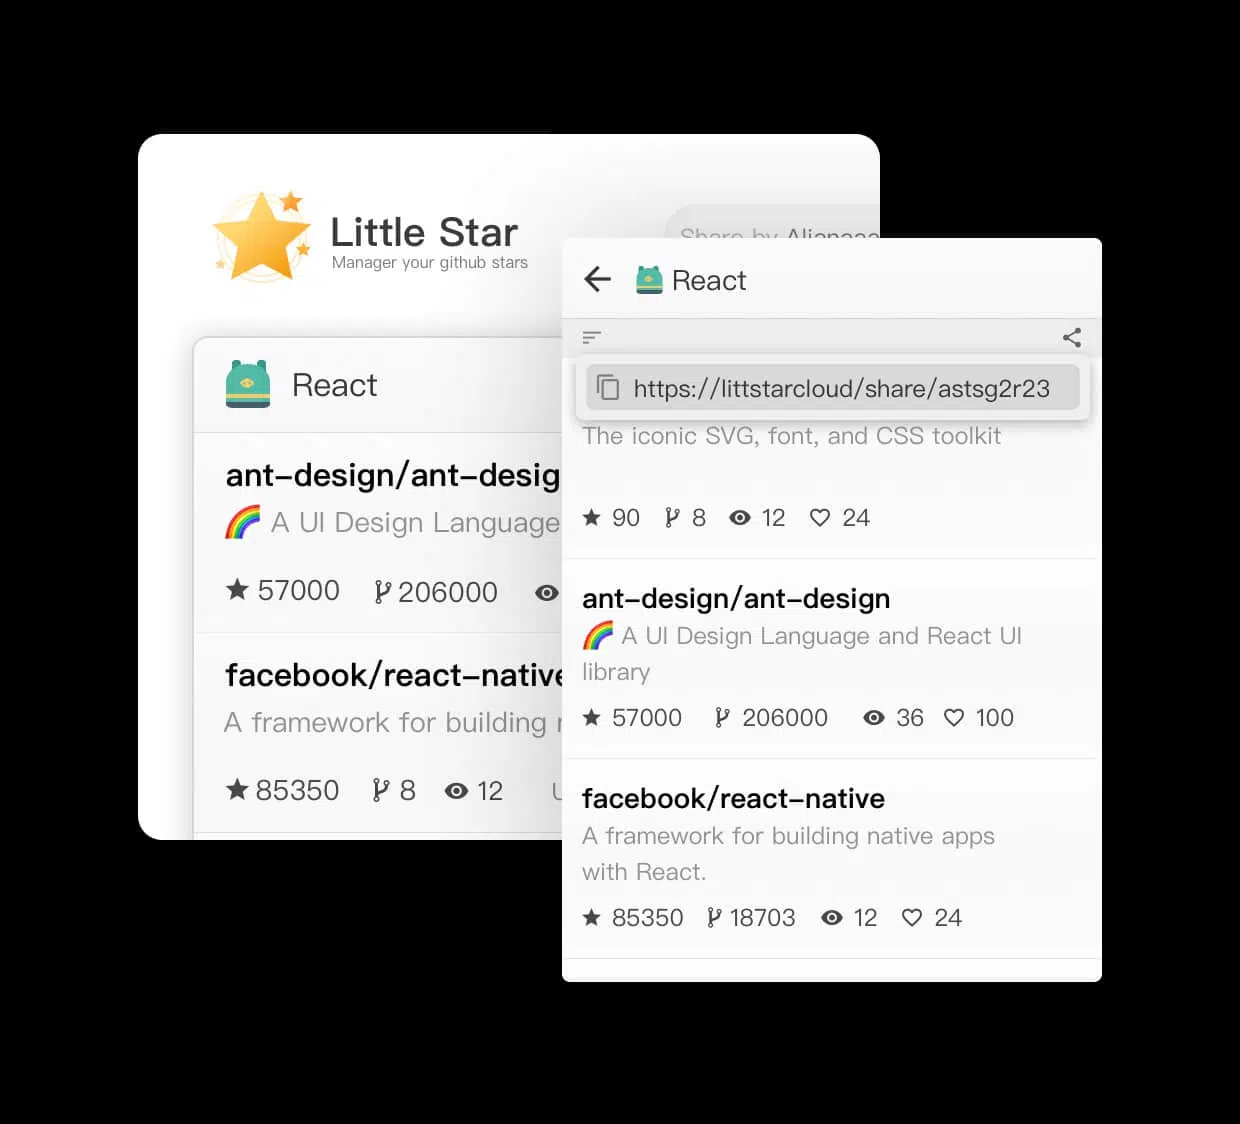 Little Star
Manager your github stars
Share by
React
ant-design/ant-desig
A UI Design Language
57000 206000
facebook/react-native
A framework for building
85350 8 12
React
https://littstarcloud/share/astsg2r23
The iconic SVG, font, and CSS toolkit
90 8 12 24
ant-design/ant-design
A UI Design Language and React UI
library
57000 206000 36 100
facebook/react-native
A framework for building native apps
with React.
85350 18703 12 24